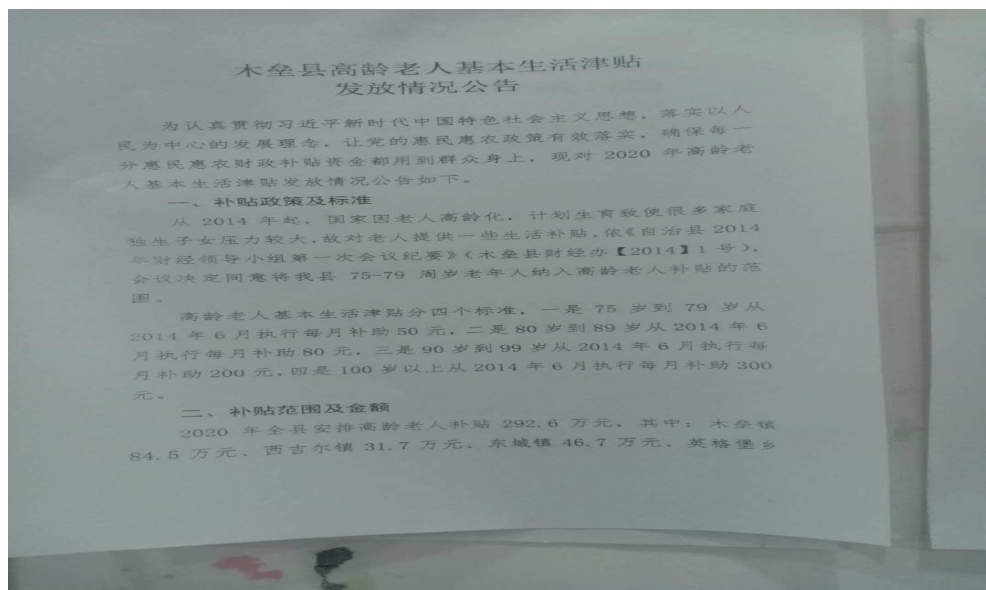 木垒县高龄老人基本生活津贴
发放情况公告
为认真贯彻习近平新时代中国特色社会主义思想，落实以人
民为中心的发展理念，让党的惠民惠农政策有效落实，确保每一
分惠民惠农财政补贴资金都用到群众身上，现对 2020 年高龄老
人基本生活津贴发放情况公告如下。
一、补贴政策及标准
从 2014 年起，国家因老人高龄化，计划生育致使很多家庭
独生子女压力较大，故对老人提供一些生活补贴，依《自治县 2014
年财经领导小组第一次会议纪要》（木垒县财经办【2014】1 号），
会议决定同意将我县 75-79 周岁老年人纳入高龄老人补贴的范
围。
高龄老人基本生活津贴分四个标准，一是 75 岁到 79 岁从
2014 年 6 月执行每月补助 50 元，二是 80 岁到 89 岁从 2014 年 6
月执行每月补助 80 元，三是 90 岁到 99 岁从 2014 年 6 月执行每
月补助 200 元，四是 100 岁以上从 2014 年 6 月执行每月补助 300
元。
二、补贴范围及金额
2020 年全县安排高龄老人补贴 292.6 万元，其中：木垒镇
84.5 万元、西吉尔镇 31.7 万元、东城镇 46.7 万元、英格堡乡